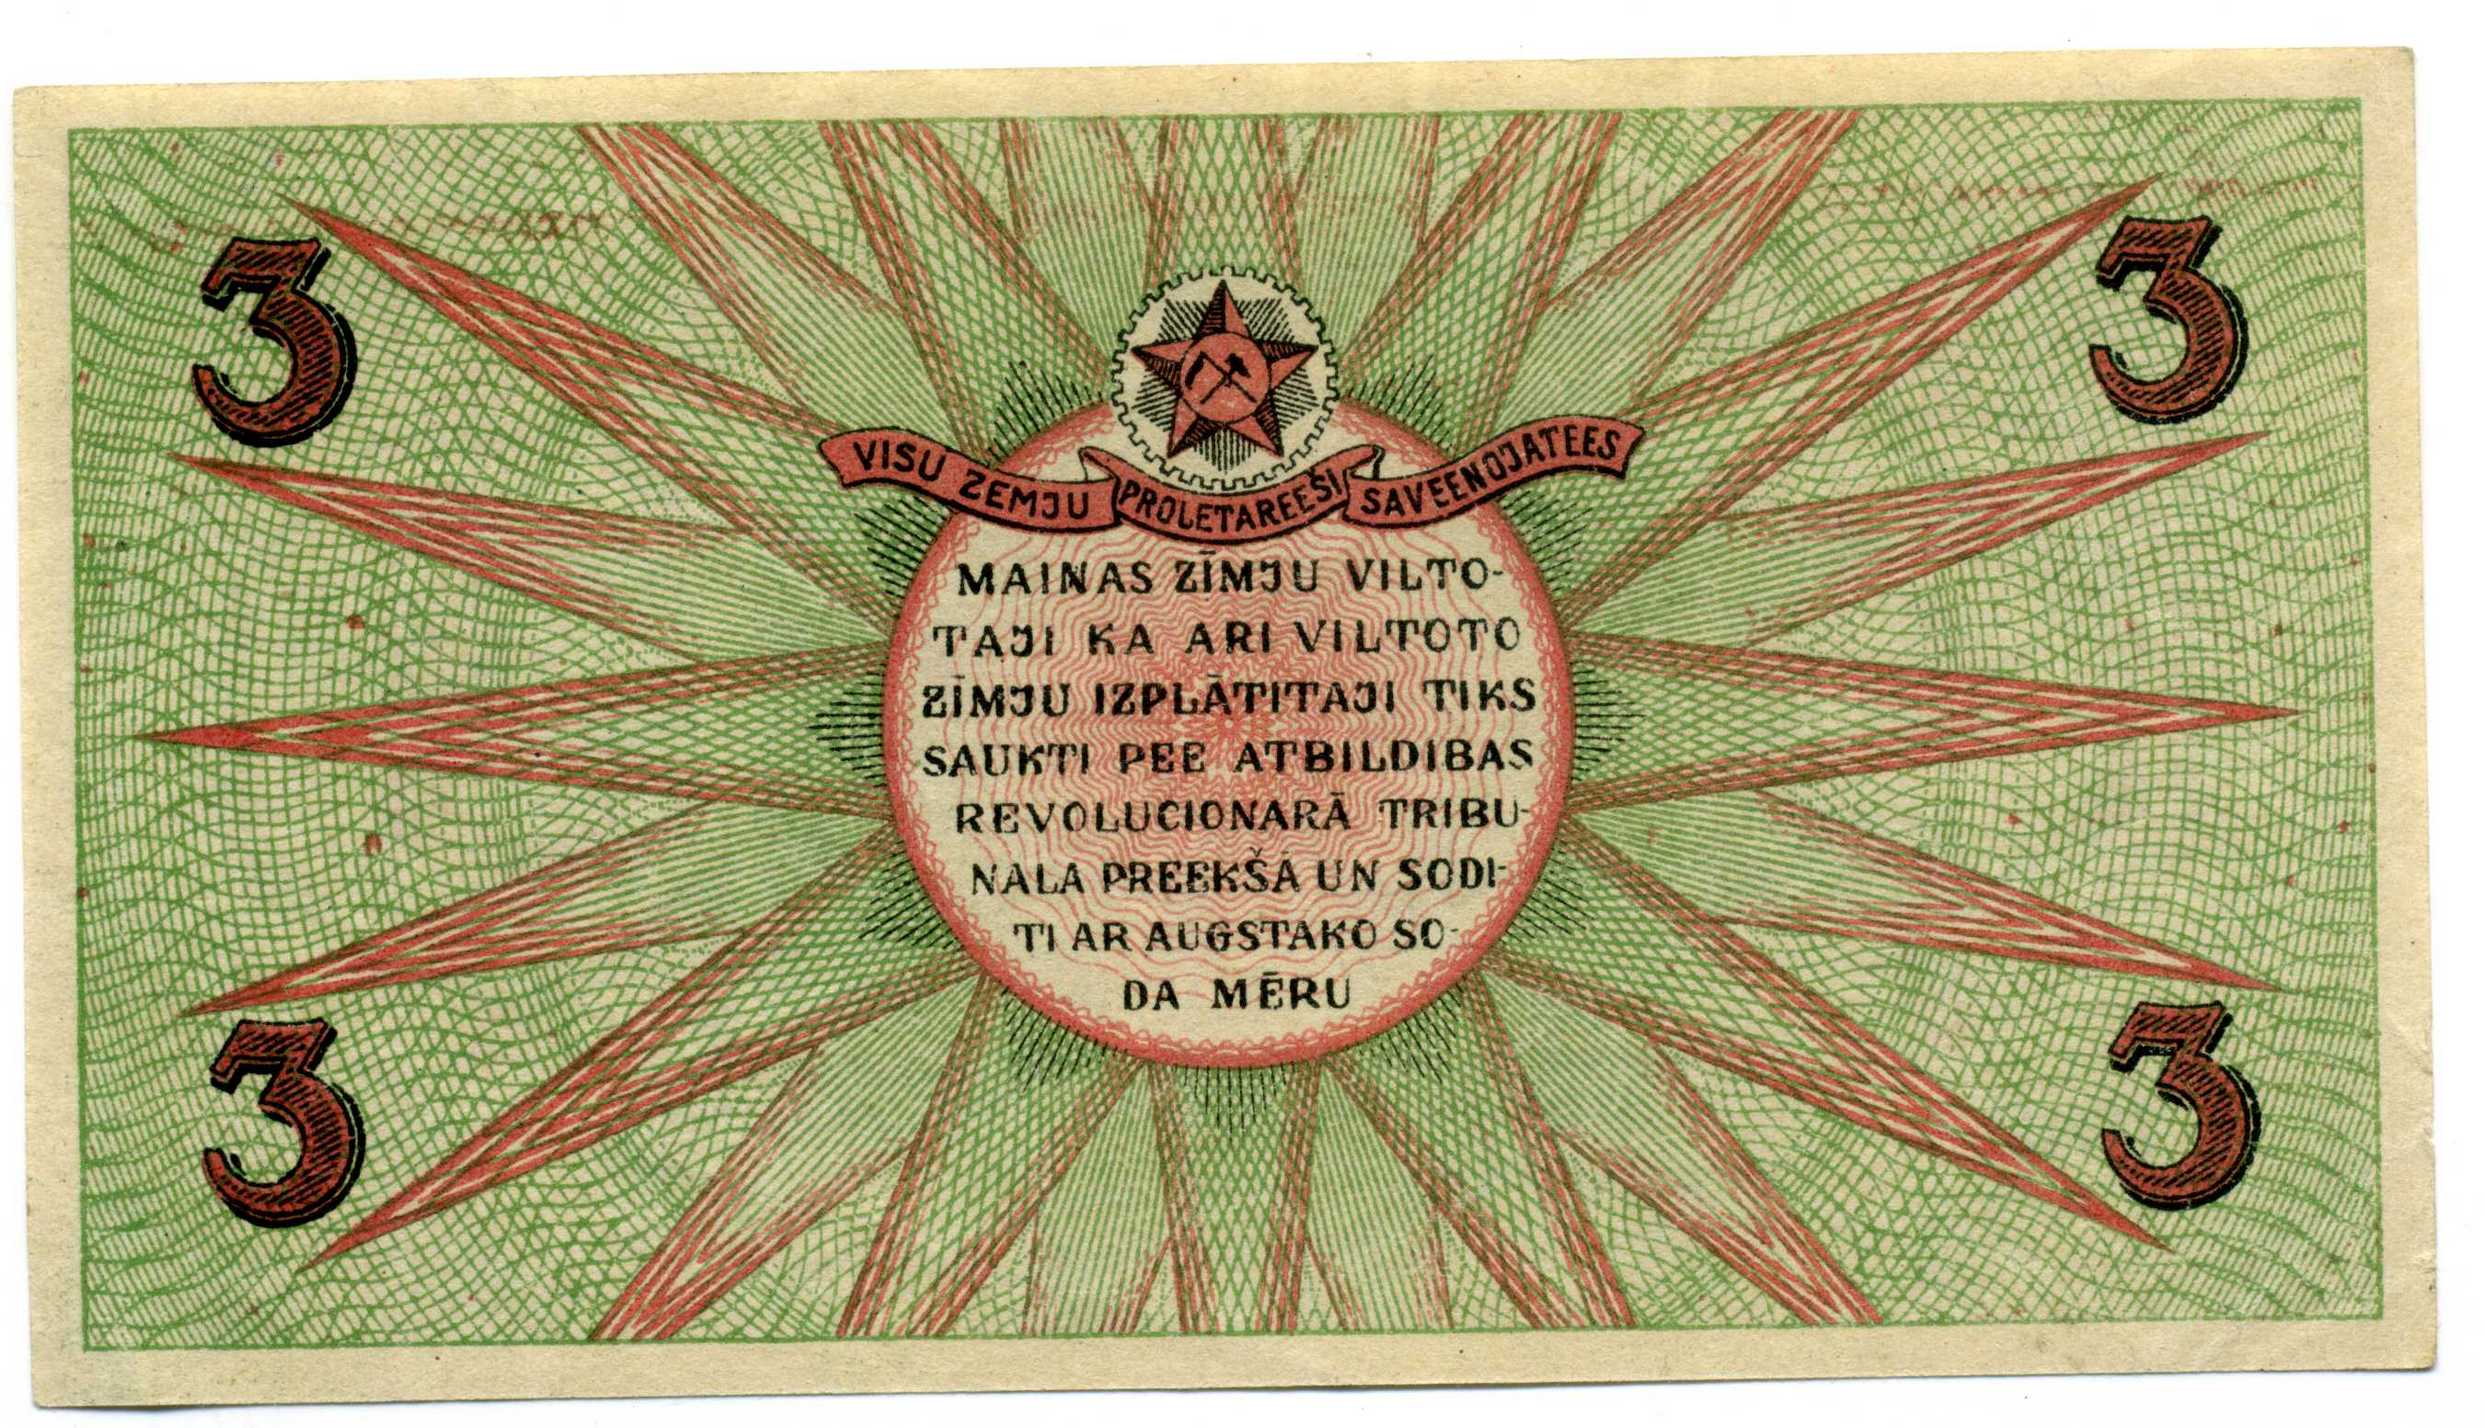 3
3
VISU ZEMJU PROLETAREEŠI SAVEENOJATEES
MAINAS ZĪMJU VILTO-
TAJI KA ARI VILTOTO
ZĪMJU IZPLĀTITAJI TIKS
SAUKTI PEE ATBILDIBAS
REVOLUCIONARĀ TRIBU-
NALA PREEKŠĀ UN SODI-
TI AR AUGSTAKO SO-
DA MĒRU
3
3